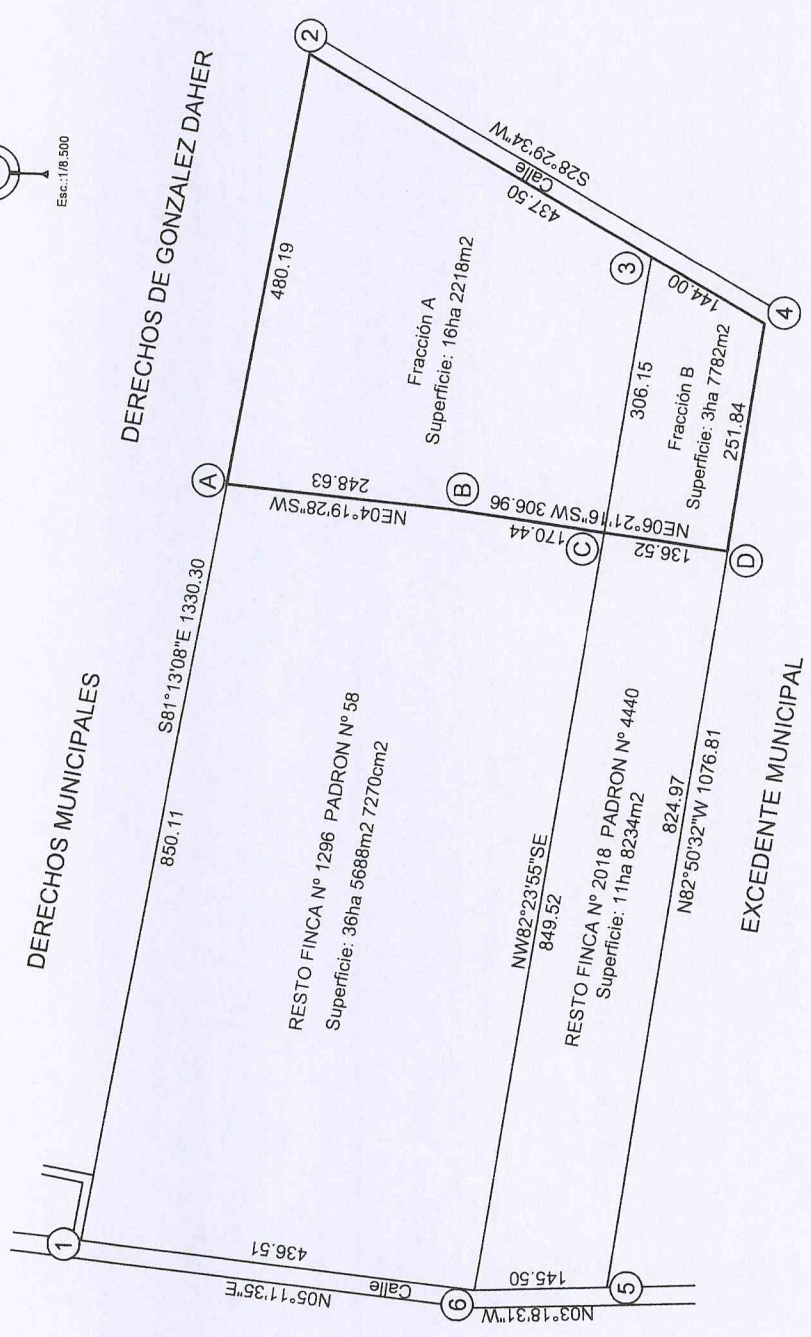 Esc.:1/8.500
DERECHOS MUNICIPALES
DERECHOS DE GONZALEZ DAHER
1
850.11
S81°13'08"E 1330.30
A
480.19
2
S28°29'34"W
Calle
437.50
3
144.00
4
Fracción A
Superficie: 16ha 2218m2
248.63
NE04°19'28"SW
B
170.44
NE06°21'16"SW 306.96
C
136.52
D
306.15
Fracción B
Superficie: 3ha 7782m2
251.84
RESTO FINCA Nº 1296 PADRON Nº 58
Superficie: 36ha 5688m2 7270cm2
NW82°23'55"SE
849.52
RESTO FINCA Nº 2018 PADRON Nº 4440
Superficie: 11ha 8234m2
824.97
N82°50'32"W 1076.81
EXCEDENTE MUNICIPAL
436.51
N05°11'35"E
Calle
6
145.50
N03°18'31"W
5